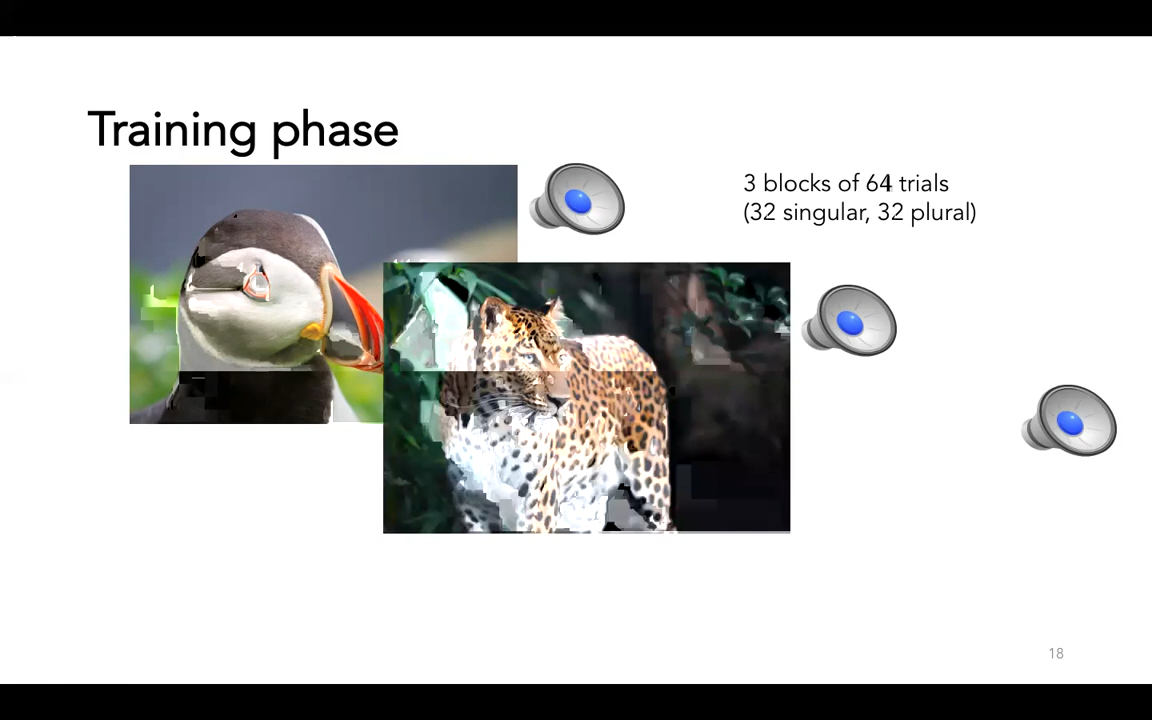 Training phase
3 blocks of 64 trials
(32 singular, 32 plural)
18